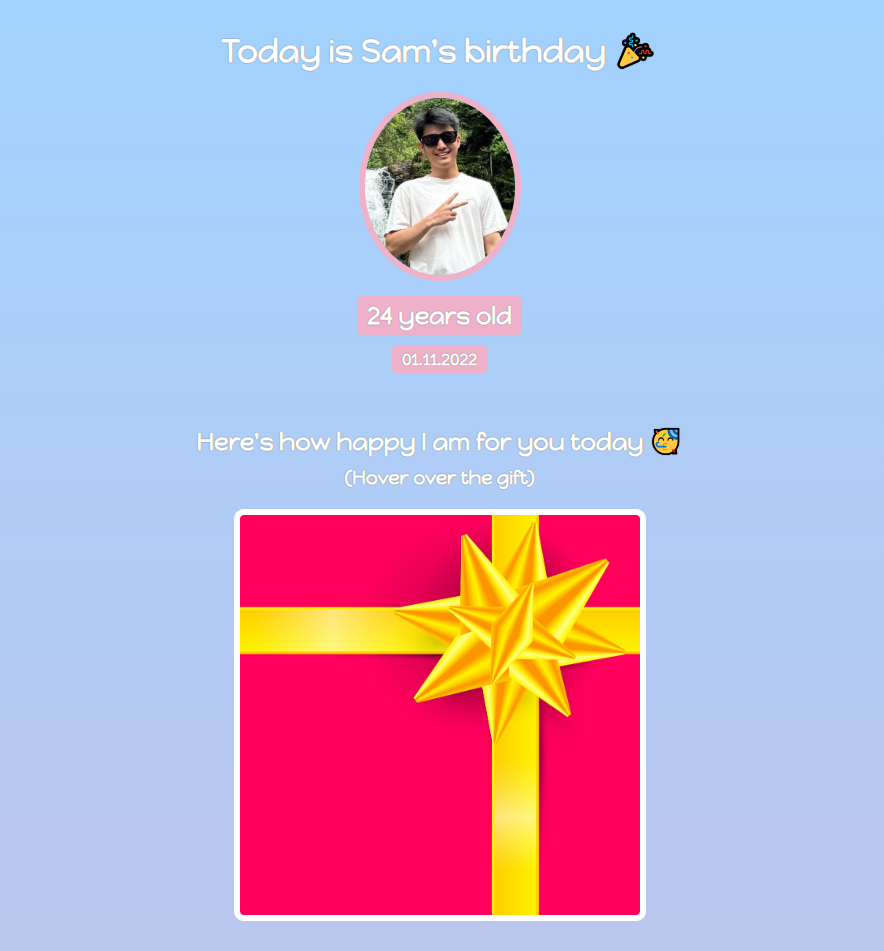 Today is Sam's birthday 🎉
24 years old
01.11.2022
Here's how happy I am for you today 🥳
(Hover over the gift)